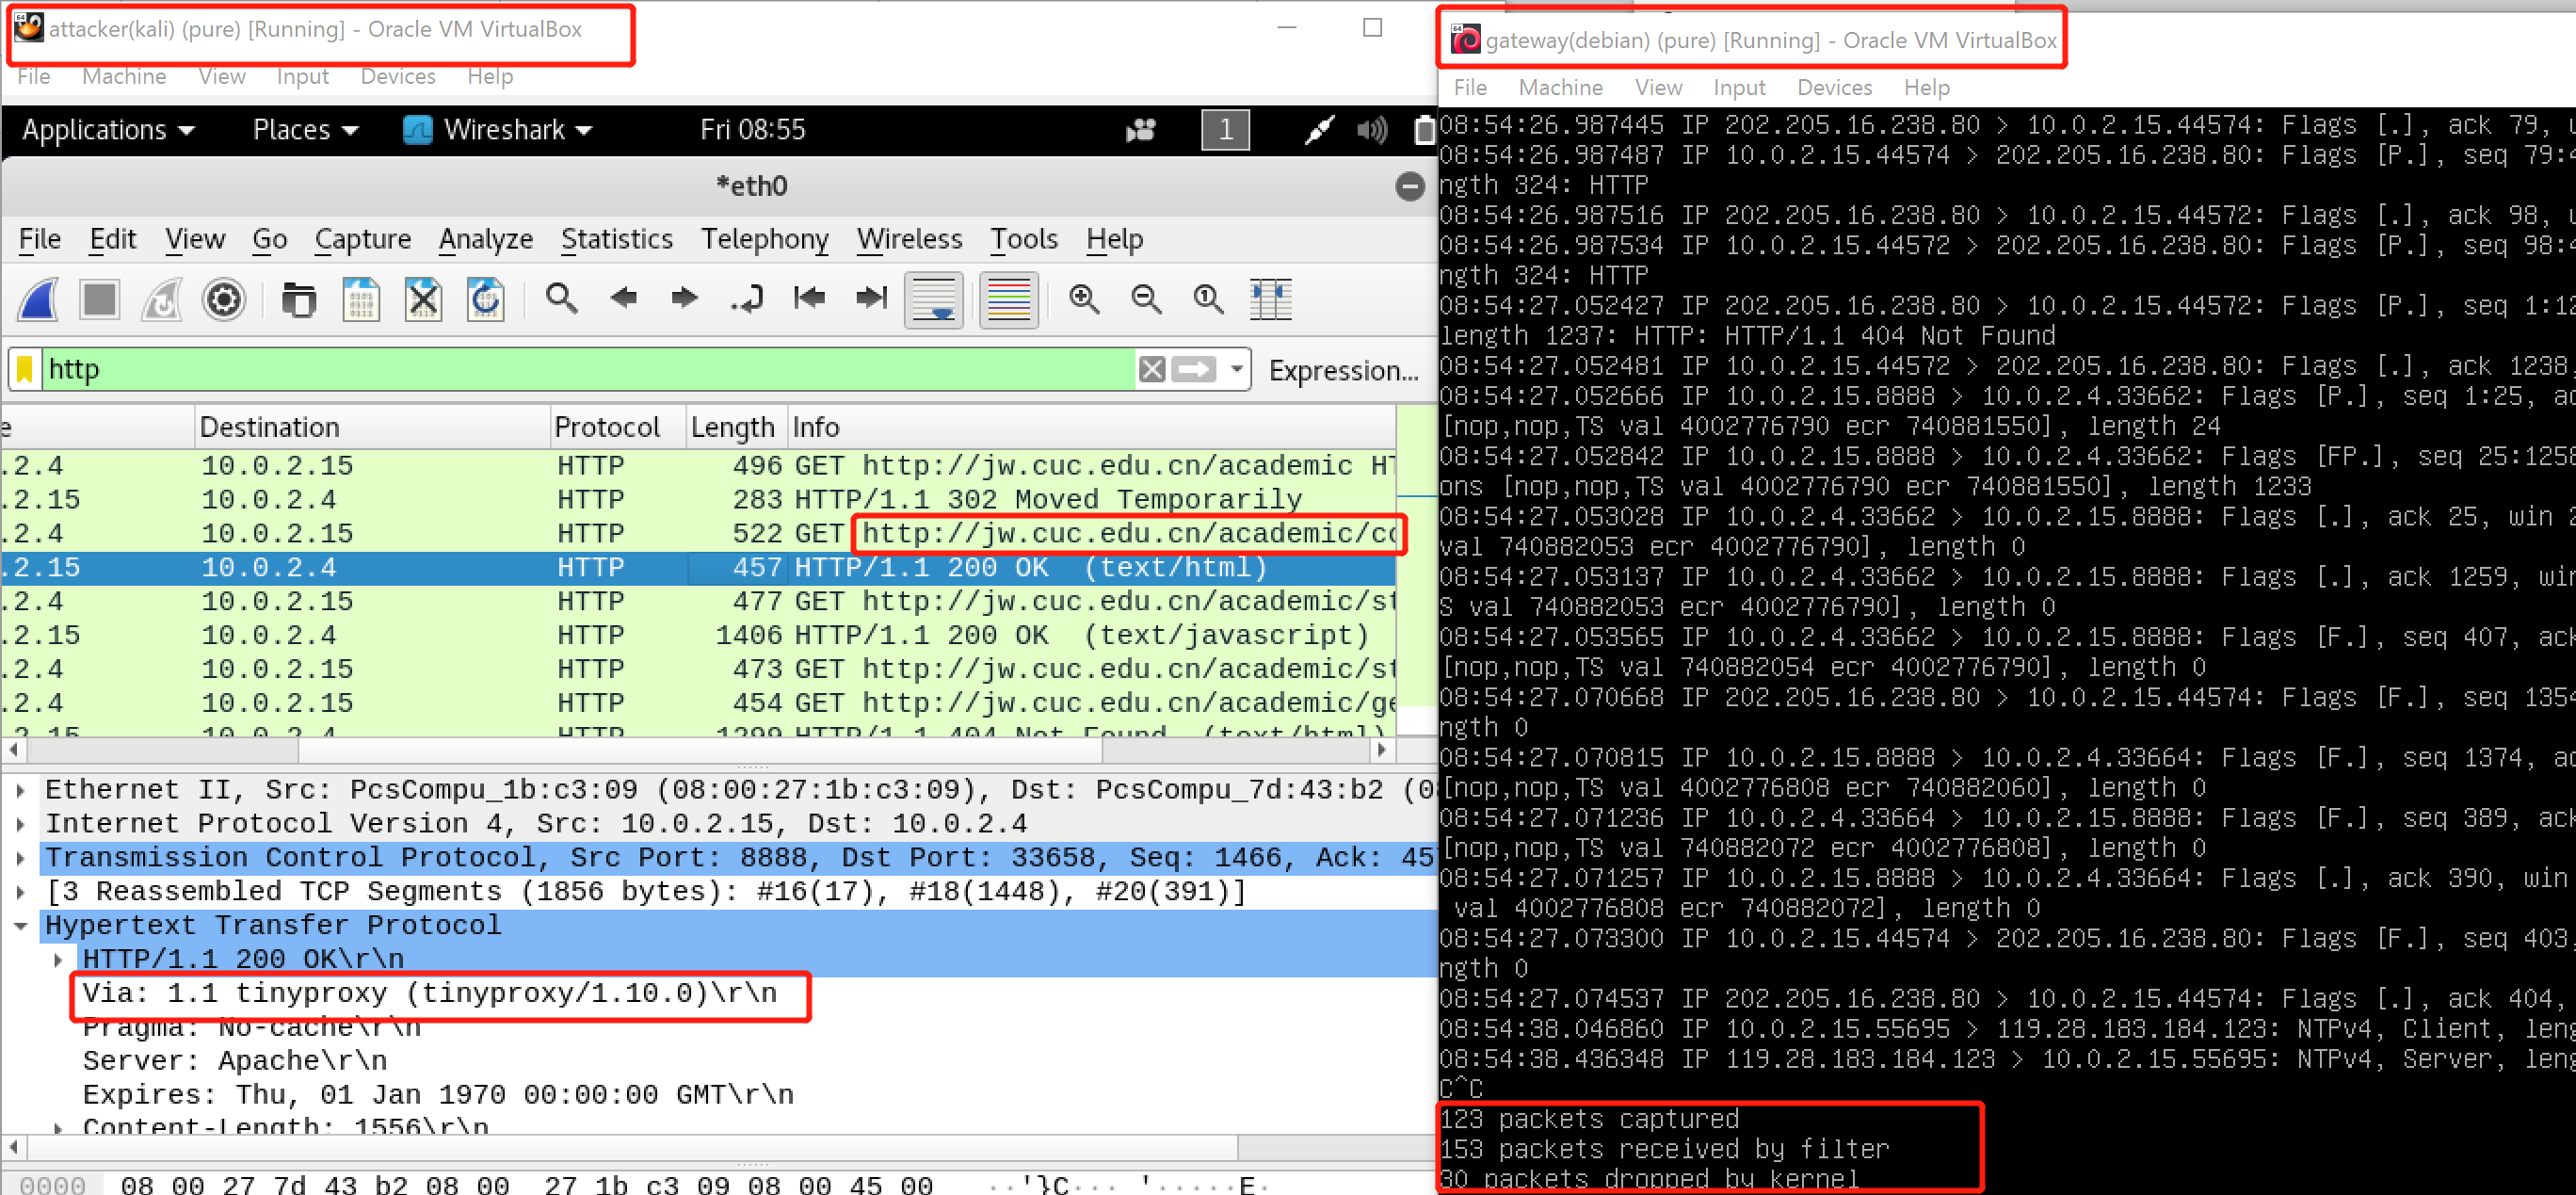 attacker(kali) (pure) [Running] - Oracle VM VirtualBox
File Machine View Input Devices Help
Applications Places Wireshark Fri 08:55 1
*eth0
File Edit View Go Capture Analyze Statistics Telephony Wireless Tools Help
http Expression...
e Destination Protocol Length Info
.2.4 10.0.2.15 HTTP 496 GET http://jw.cuc.edu.cn/academic HT
.2.15 10.0.2.4 HTTP 283 HTTP/1.1 302 Moved Temporarily
.2.4 10.0.2.15 HTTP 522 GET http://jw.cuc.edu.cn/academic/co
.2.15 10.0.2.4 HTTP 457 HTTP/1.1 200 OK (text/html)
.2.4 10.0.2.15 HTTP 477 GET http://jw.cuc.edu.cn/academic/st
.2.15 10.0.2.4 HTTP 1406 HTTP/1.1 200 OK (text/javascript)
.2.4 10.0.2.15 HTTP 473 GET http://jw.cuc.edu.cn/academic/st
.2.4 10.0.2.15 HTTP 454 GET http://jw.cuc.edu.cn/academic/ge
.2.15 10.0.2.4 HTTP 1299 HTTP/1.1 404 Not Found (text/html)
Ethernet II, Src: PcsCompu_1b:c3:09 (08:00:27:1b:c3:09), Dst: PcsCompu_7d:43:b2 (0
Internet Protocol Version 4, Src: 10.0.2.15, Dst: 10.0.2.4
Transmission Control Protocol, Src Port: 8888, Dst Port: 33658, Seq: 1466, Ack: 457
[3 Reassembled TCP Segments (1856 bytes): #16(17), #18(1448), #20(391)]
Hypertext Transfer Protocol
HTTP/1.1 200 OK\r\n
Via: 1.1 tinyproxy (tinyproxy/1.10.0)\r\n
Pragma: No-cache\r\n
Server: Apache\r\n
Expires: Thu, 01 Jan 1970 00:00:00 GMT\r\n
Content-Length: 1556\r\n
0000 08 00 27 7d 43 b2 08 00 27 1b c3 09 08 00 45 00 ··'}C··· '·····E·
gateway(debian) (pure) [Running] - Oracle VM VirtualBox
File Machine View Input Devices Help
08:54:26.987445 IP 202.205.16.238.80 > 10.0.2.15.44574: Flags [.], ack 79,
08:54:26.987487 IP 10.0.2.15.44574 > 202.205.16.238.80: Flags [P.], seq 79:4
ngth 324: HTTP
08:54:26.987516 IP 202.205.16.238.80 > 10.0.2.15.44572: Flags [.], ack 98,
08:54:26.987534 IP 10.0.2.15.44572 > 202.205.16.238.80: Flags [P.], seq 98:4
ngth 324: HTTP
08:54:27.052427 IP 202.205.16.238.80 > 10.0.2.15.44572: Flags [P.], seq 1:12
length 1237: HTTP: HTTP/1.1 404 Not Found
08:54:27.052481 IP 10.0.2.15.44572 > 202.205.16.238.80: Flags [.], ack 1238,
08:54:27.052666 IP 10.0.2.15.8888 > 10.0.2.4.33662: Flags [P.], seq 1:25, ac
[nop,nop,TS val 4002776790 ecr 740881550], length 24
08:54:27.052842 IP 10.0.2.15.8888 > 10.0.2.4.33662: Flags [FP.], seq 25:1258
ons [nop,nop,TS val 4002776790 ecr 740881550], length 1233
08:54:27.053028 IP 10.0.2.4.33662 > 10.0.2.15.8888: Flags [.], ack 25, win 2
val 740882053 ecr 4002776790], length 0
08:54:27.053137 IP 10.0.2.4.33662 > 10.0.2.15.8888: Flags [.], ack 1259, win
S val 740882053 ecr 4002776790], length 0
08:54:27.053565 IP 10.0.2.4.33662 > 10.0.2.15.8888: Flags [F.], seq 407, ack
[nop,nop,TS val 740882054 ecr 4002776790], length 0
08:54:27.070668 IP 202.205.16.238.80 > 10.0.2.15.44574: Flags [F.], seq 1354
ngth 0
08:54:27.070815 IP 10.0.2.15.8888 > 10.0.2.4.33664: Flags [F.], seq 1374, ac
[nop,nop,TS val 4002776808 ecr 740882060], length 0
08:54:27.071236 IP 10.0.2.4.33664 > 10.0.2.15.8888: Flags [F.], seq 389, ack
[nop,nop,TS val 740882072 ecr 4002776808], length 0
08:54:27.071257 IP 10.0.2.15.8888 > 10.0.2.4.33664: Flags [.], ack 390, win
val 4002776808 ecr 740882072], length 0
08:54:27.073300 IP 10.0.2.15.44574 > 202.205.16.238.80: Flags [F.], seq 403,
ngth 0
08:54:27.074537 IP 202.205.16.238.80 > 10.0.2.15.44574: Flags [.], ack 404,
08:54:38.046860 IP 10.0.2.15.55695 > 119.28.183.184.123: NTPv4, Client, leng
08:54:38.436348 IP 119.28.183.184.123 > 10.0.2.15.55695: NTPv4, Server, leng
C^C
123 packets captured
153 packets received by filter
30 packets dropped by kernel